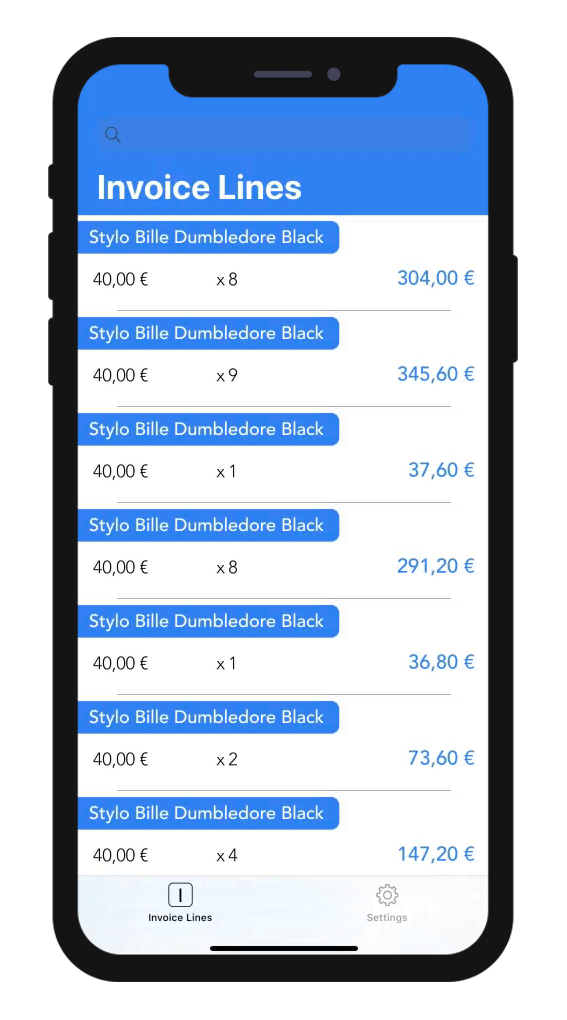 Invoice Lines
Stylo Bille Dumbledore Black
40,00 € x 8 304,00 €
Stylo Bille Dumbledore Black
40,00 € x 9 345,60 €
Stylo Bille Dumbledore Black
40,00 € x 1 37,60 €
Stylo Bille Dumbledore Black
40,00 € x 8 291,20 €
Stylo Bille Dumbledore Black
40,00 € x 1 36,80 €
Stylo Bille Dumbledore Black
40,00 € x 2 73,60 €
Stylo Bille Dumbledore Black
40,00 € x 4 147,20 €
I
Invoice Lines Settings